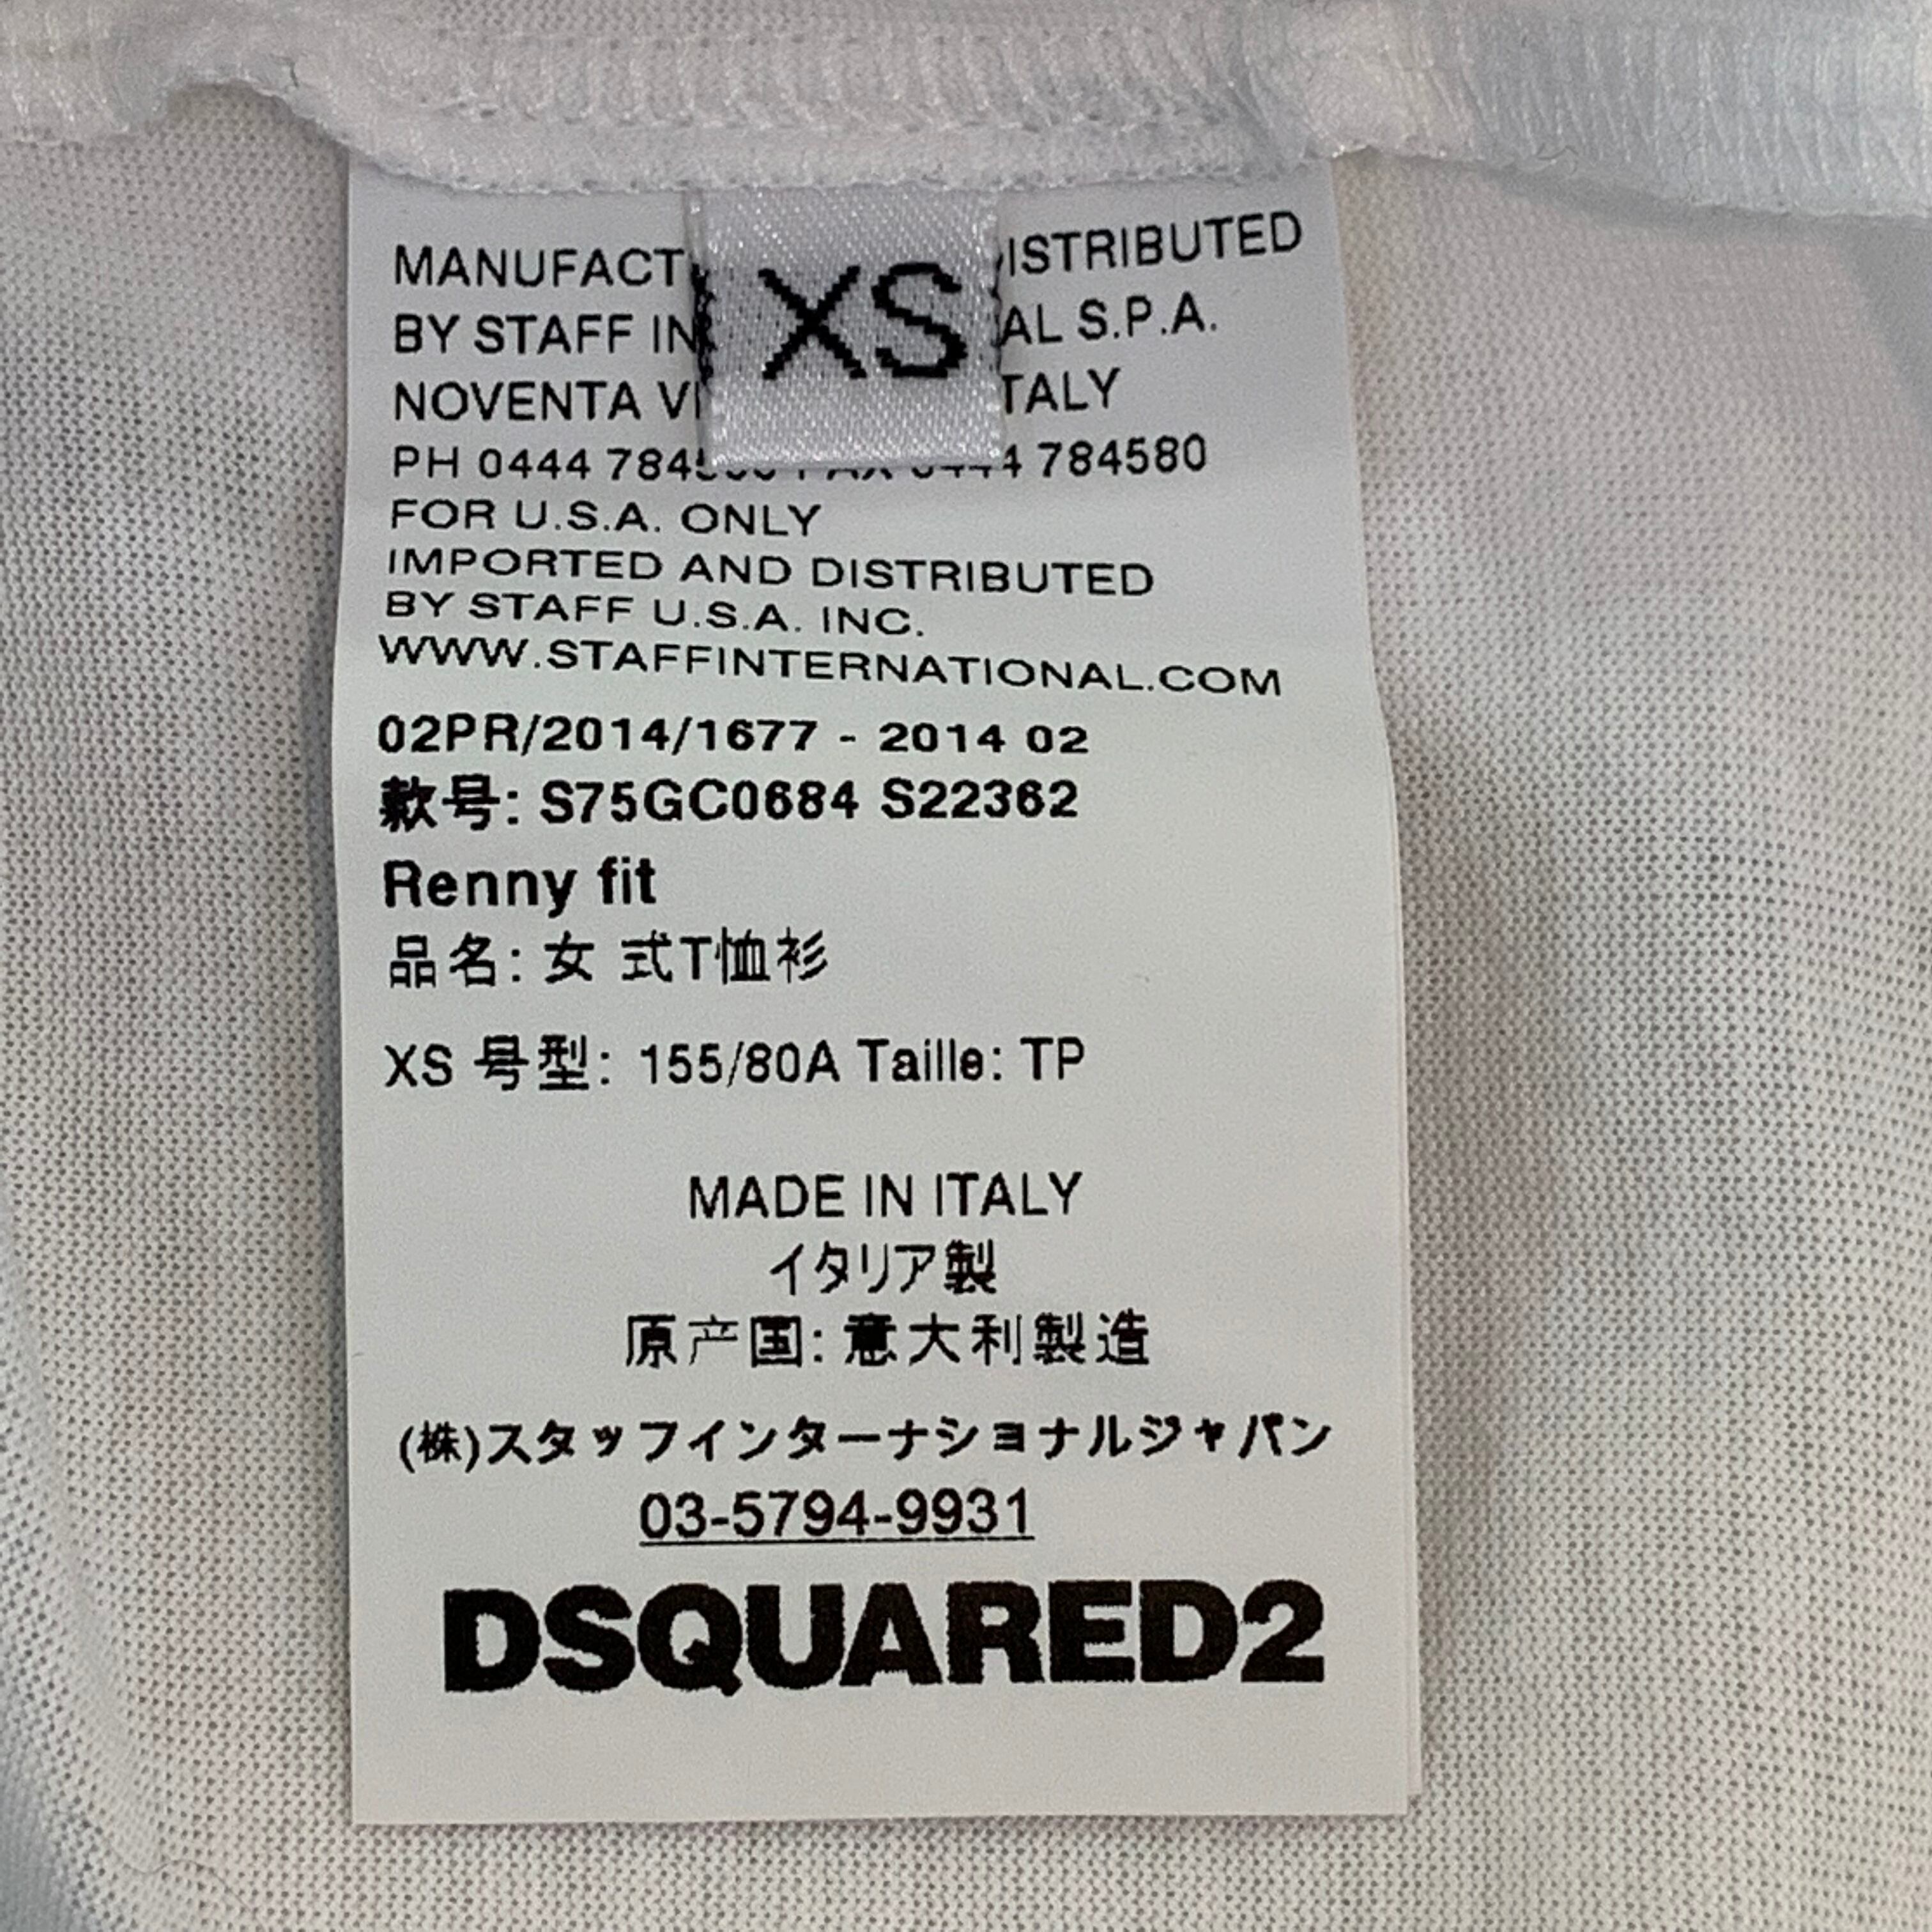 XS
DISTRIBUTED
BY STAFF S.P.A.
NOVENTA
PH 0444 784580
FOR U.S.A. ONLY
IMPORTED AND DISTRIBUTED
BY STAFF U.S.A. INC.
WWW.STAFFINTERNATIONAL.COM
02PR/2014/1677 - 2014 02
款号: S75GC0684 S22362
Renny fit
品名: 女 式T恤衫
XS 号型: 155/80A Taille: TP
MADE IN ITALY
イタリア製
原产国: 意大利製造
(株)スタッフインターナショナルジャパン
03-5794-9931
DSQUARED2